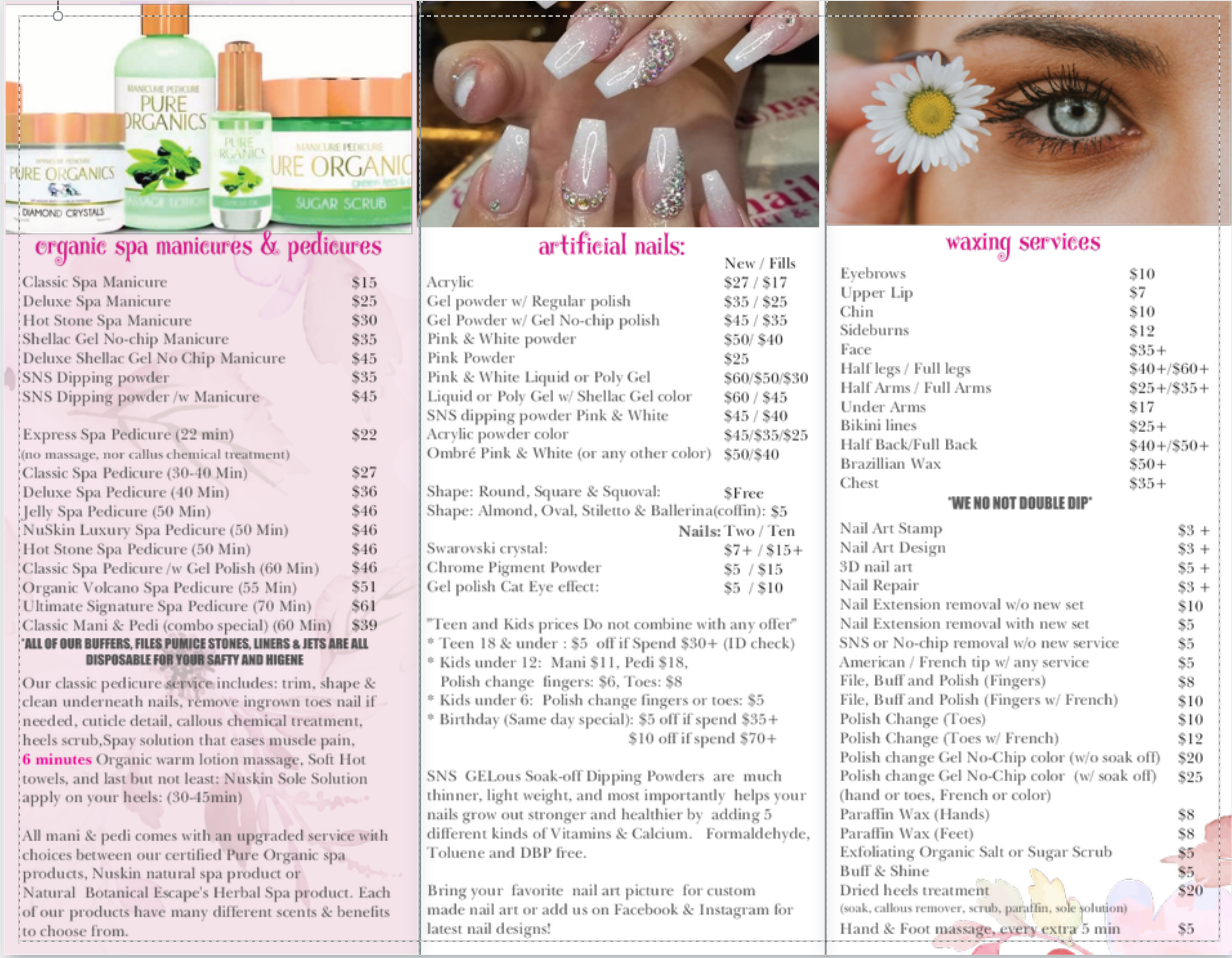 MANICURE PEDICURE
PURE
ORGANICS
MANICURE PEDICURE
PURE ORGANICS
DIAMOND CRYSTALS
PURE
ORGANICS
MANICURE PEDICURE
URE ORGANIC
green tea &
SUGAR SCRUB
organic spa manicures & pedicures
Classic Spa Manicure $15
Deluxe Spa Manicure $25
Hot Stone Spa Manicure $30
Shellac Gel No-chip Manicure $35
Deluxe Shellac Gel No Chip Manicure $45
SNS Dipping powder $35
SNS Dipping powder /w Manicure $45
Express Spa Pedicure (22 min) $22
(no massage, nor callus chemical treatment)
Classic Spa Pedicure (30-40 Min) $27
Deluxe Spa Pedicure (40 Min) $36
Jelly Spa Pedicure (50 Min) $46
NuSkin Luxury Spa Pedicure (50 Min) $46
Hot Stone Spa Pedicure (50 Min) $46
Classic Spa Pedicure /w Gel Polish (60 Min) $46
Organic Volcano Spa Pedicure (55 Min) $51
Ultimate Signature Spa Pedicure (70 Min) $61
Classic Mani & Pedi (combo special) (60 Min) $39
*ALL OF OUR BUFFERS, FILES PUMICE STONES, LINERS & JETS ARE ALL
DISPOSABLE FOR YOUR SAFTY AND HIGENE
Our classic pedicure service includes: trim, shape &
clean underneath nails, remove ingrown toes nail if
needed, cuticle detail, callous chemical treatment,
heels scrub,Spay solution that eases muscle pain,
6 minutes Organic warm lotion massage, Soft Hot
towels, and last but not least: Nuskin Sole Solution
apply on your heels: (30-45min)
All mani & pedi comes with an upgraded service with
choices between our certified Pure Organic spa
products, Nuskin natural spa product or
Natural Botanical Escape's Herbal Spa product. Each
of our products have many different scents & benefits
to choose from.
artificial nails:
New / Fills
Acrylic $27 / $17
Gel powder w/ Regular polish $35 / $25
Gel Powder w/ Gel No-chip polish $45 / $35
Pink & White powder $50/ $40
Pink Powder $25
Pink & White Liquid or Poly Gel $60/$50/$30
Liquid or Poly Gel w/ Shellac Gel color $60 / $45
SNS dipping powder Pink & White $45 / $40
Acrylic powder color $45/$35/$25
Ombré Pink & White (or any other color) $50/$40
Shape: Round, Square & Squoval: $Free
Shape: Almond, Oval, Stiletto & Ballerina(coffin): $5
Nails: Two / Ten
Swarovski crystal: $7+ / $15+
Chrome Pigment Powder $5 / $15
Gel polish Cat Eye effect: $5 / $10
"Teen and Kids prices Do not combine with any offer"
* Teen 18 & under : $5 off if Spend $30+ (ID check)
* Kids under 12: Mani $11, Pedi $18,
Polish change fingers: $6, Toes: $8
* Kids under 6: Polish change fingers or toes: $5
* Birthday (Same day special): $5 off if spend $35+
$10 off if spend $70+
SNS GELous Soak-off Dipping Powders are much
thinner, light weight, and most importantly helps your
nails grow out stronger and healthier by adding 5
different kinds of Vitamins & Calcium. Formaldehyde,
Toluene and DBP free.
Bring your favorite nail art picture for custom
made nail art or add us on Facebook & Instagram for
latest nail designs!
waxing services
Eyebrows $10
Upper Lip $7
Chin $10
Sideburns $12
Face $35+
Half legs / Full legs $40+/$60+
Half Arms / Full Arms $25+/$35+
Under Arms $17
Bikini lines $25+
Half Back/Full Back $40+/$50+
Brazillian Wax $50+
Chest $35+
*WE NO NOT DOUBLE DIP*
Nail Art Stamp $3 +
Nail Art Design $3 +
3D nail art $5 +
Nail Repair $3 +
Nail Extension removal w/o new set $10
Nail Extension removal with new set $5
SNS or No-chip removal w/o new service $5
American / French tip w/ any service $5
File, Buff and Polish (Fingers) $8
File, Buff and Polish (Fingers w/ French) $10
Polish Change (Toes) $10
Polish Change (Toes w/ French) $12
Polish change Gel No-Chip color (w/o soak off) $20
Polish change Gel No-Chip color (w/ soak off) $25
(hand or toes, French or color)
Paraffin Wax (Hands) $8
Paraffin Wax (Feet) $8
Exfoliating Organic Salt or Sugar Scrub $5
Buff & Shine $5
Dried heels treatment $20
(soak, callous remover, scrub, paraffin, sole solution)
Hand & Foot massage, every extra 5 min $5